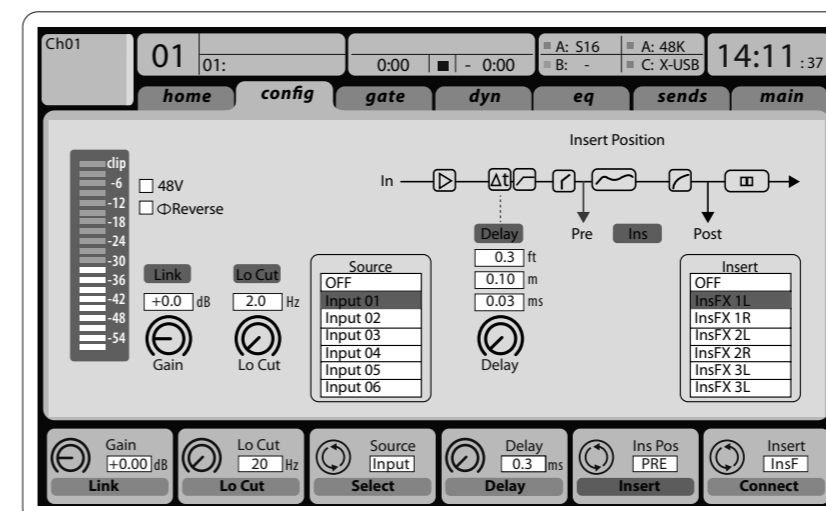 Ch01
01
01:
0:00
- 0:00
A: S16
B: -
A: 48K
C: X-USB
14:11 :37
home
config
gate
dyn
eq
sends
main
Insert Position
clip
-6
-12
-18
-24
-30
-36
-42
-48
-54
48V
ΦReverse
In
Δt
Pre
Ins
Post
Link
+0.0 dB
Gain
Lo Cut
2.0 Hz
Lo Cut
Source
OFF
Input 01
Input 02
Input 03
Input 04
Input 05
Input 06
Delay
0.3 ft
0.10 m
0.03 ms
Delay
Insert
OFF
InsFX 1L
InsFX 1R
InsFX 2L
InsFX 2R
InsFX 3L
InsFX 3L
Gain
+0.00 dB
Link
Lo Cut
20 Hz
Lo Cut
Source
Input
Select
Delay
0.3 ms
Delay
Ins Pos
PRE
Insert
Insert
InsF
Connect